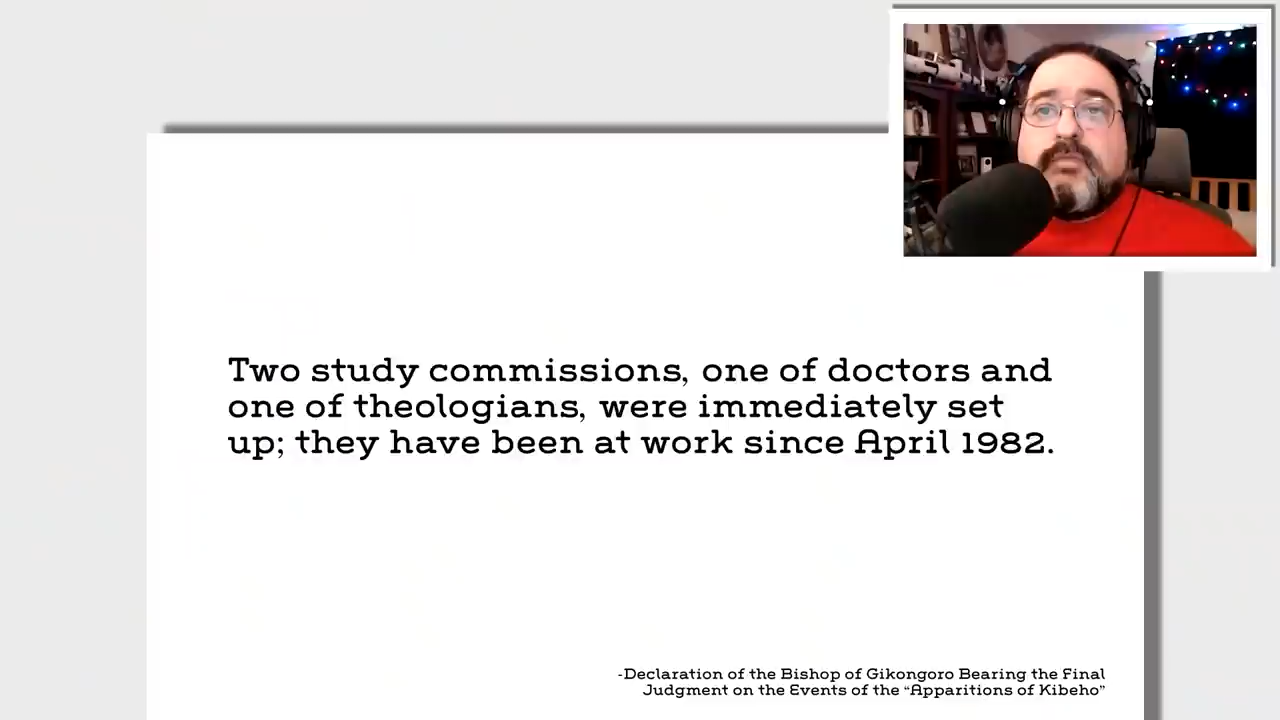 Two study commissions, one of doctors and
one of theologians, were immediately set
up; they have been at work since April 1982.
-Declaration of the Bishop of Gikongoro Bearing the Final
Judgment on the Events of the “Apparitions of Kibeho”